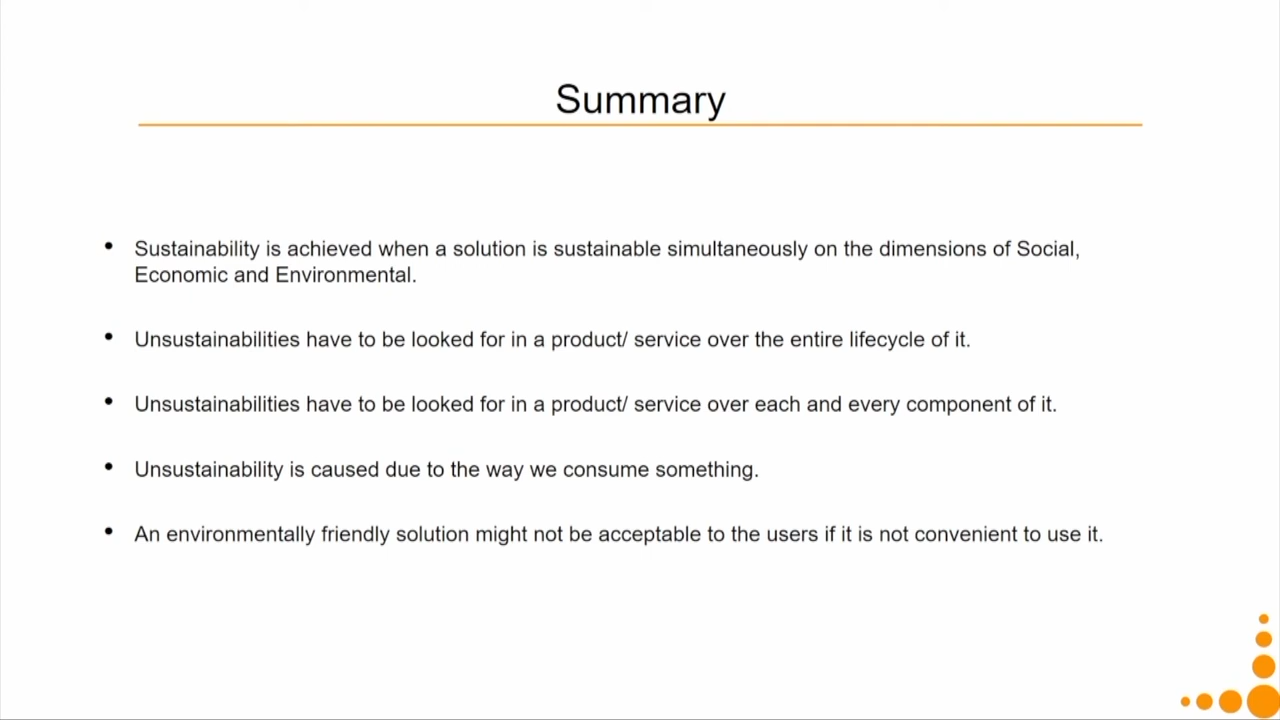 Summary
• Sustainability is achieved when a solution is sustainable simultaneously on the dimensions of Social,
Economic and Environmental.
• Unsustainabilities have to be looked for in a product/ service over the entire lifecycle of it.
• Unsustainabilities have to be looked for in a product/ service over each and every component of it.
• Unsustainability is caused due to the way we consume something.
• An environmentally friendly solution might not be acceptable to the users if it is not convenient to use it.